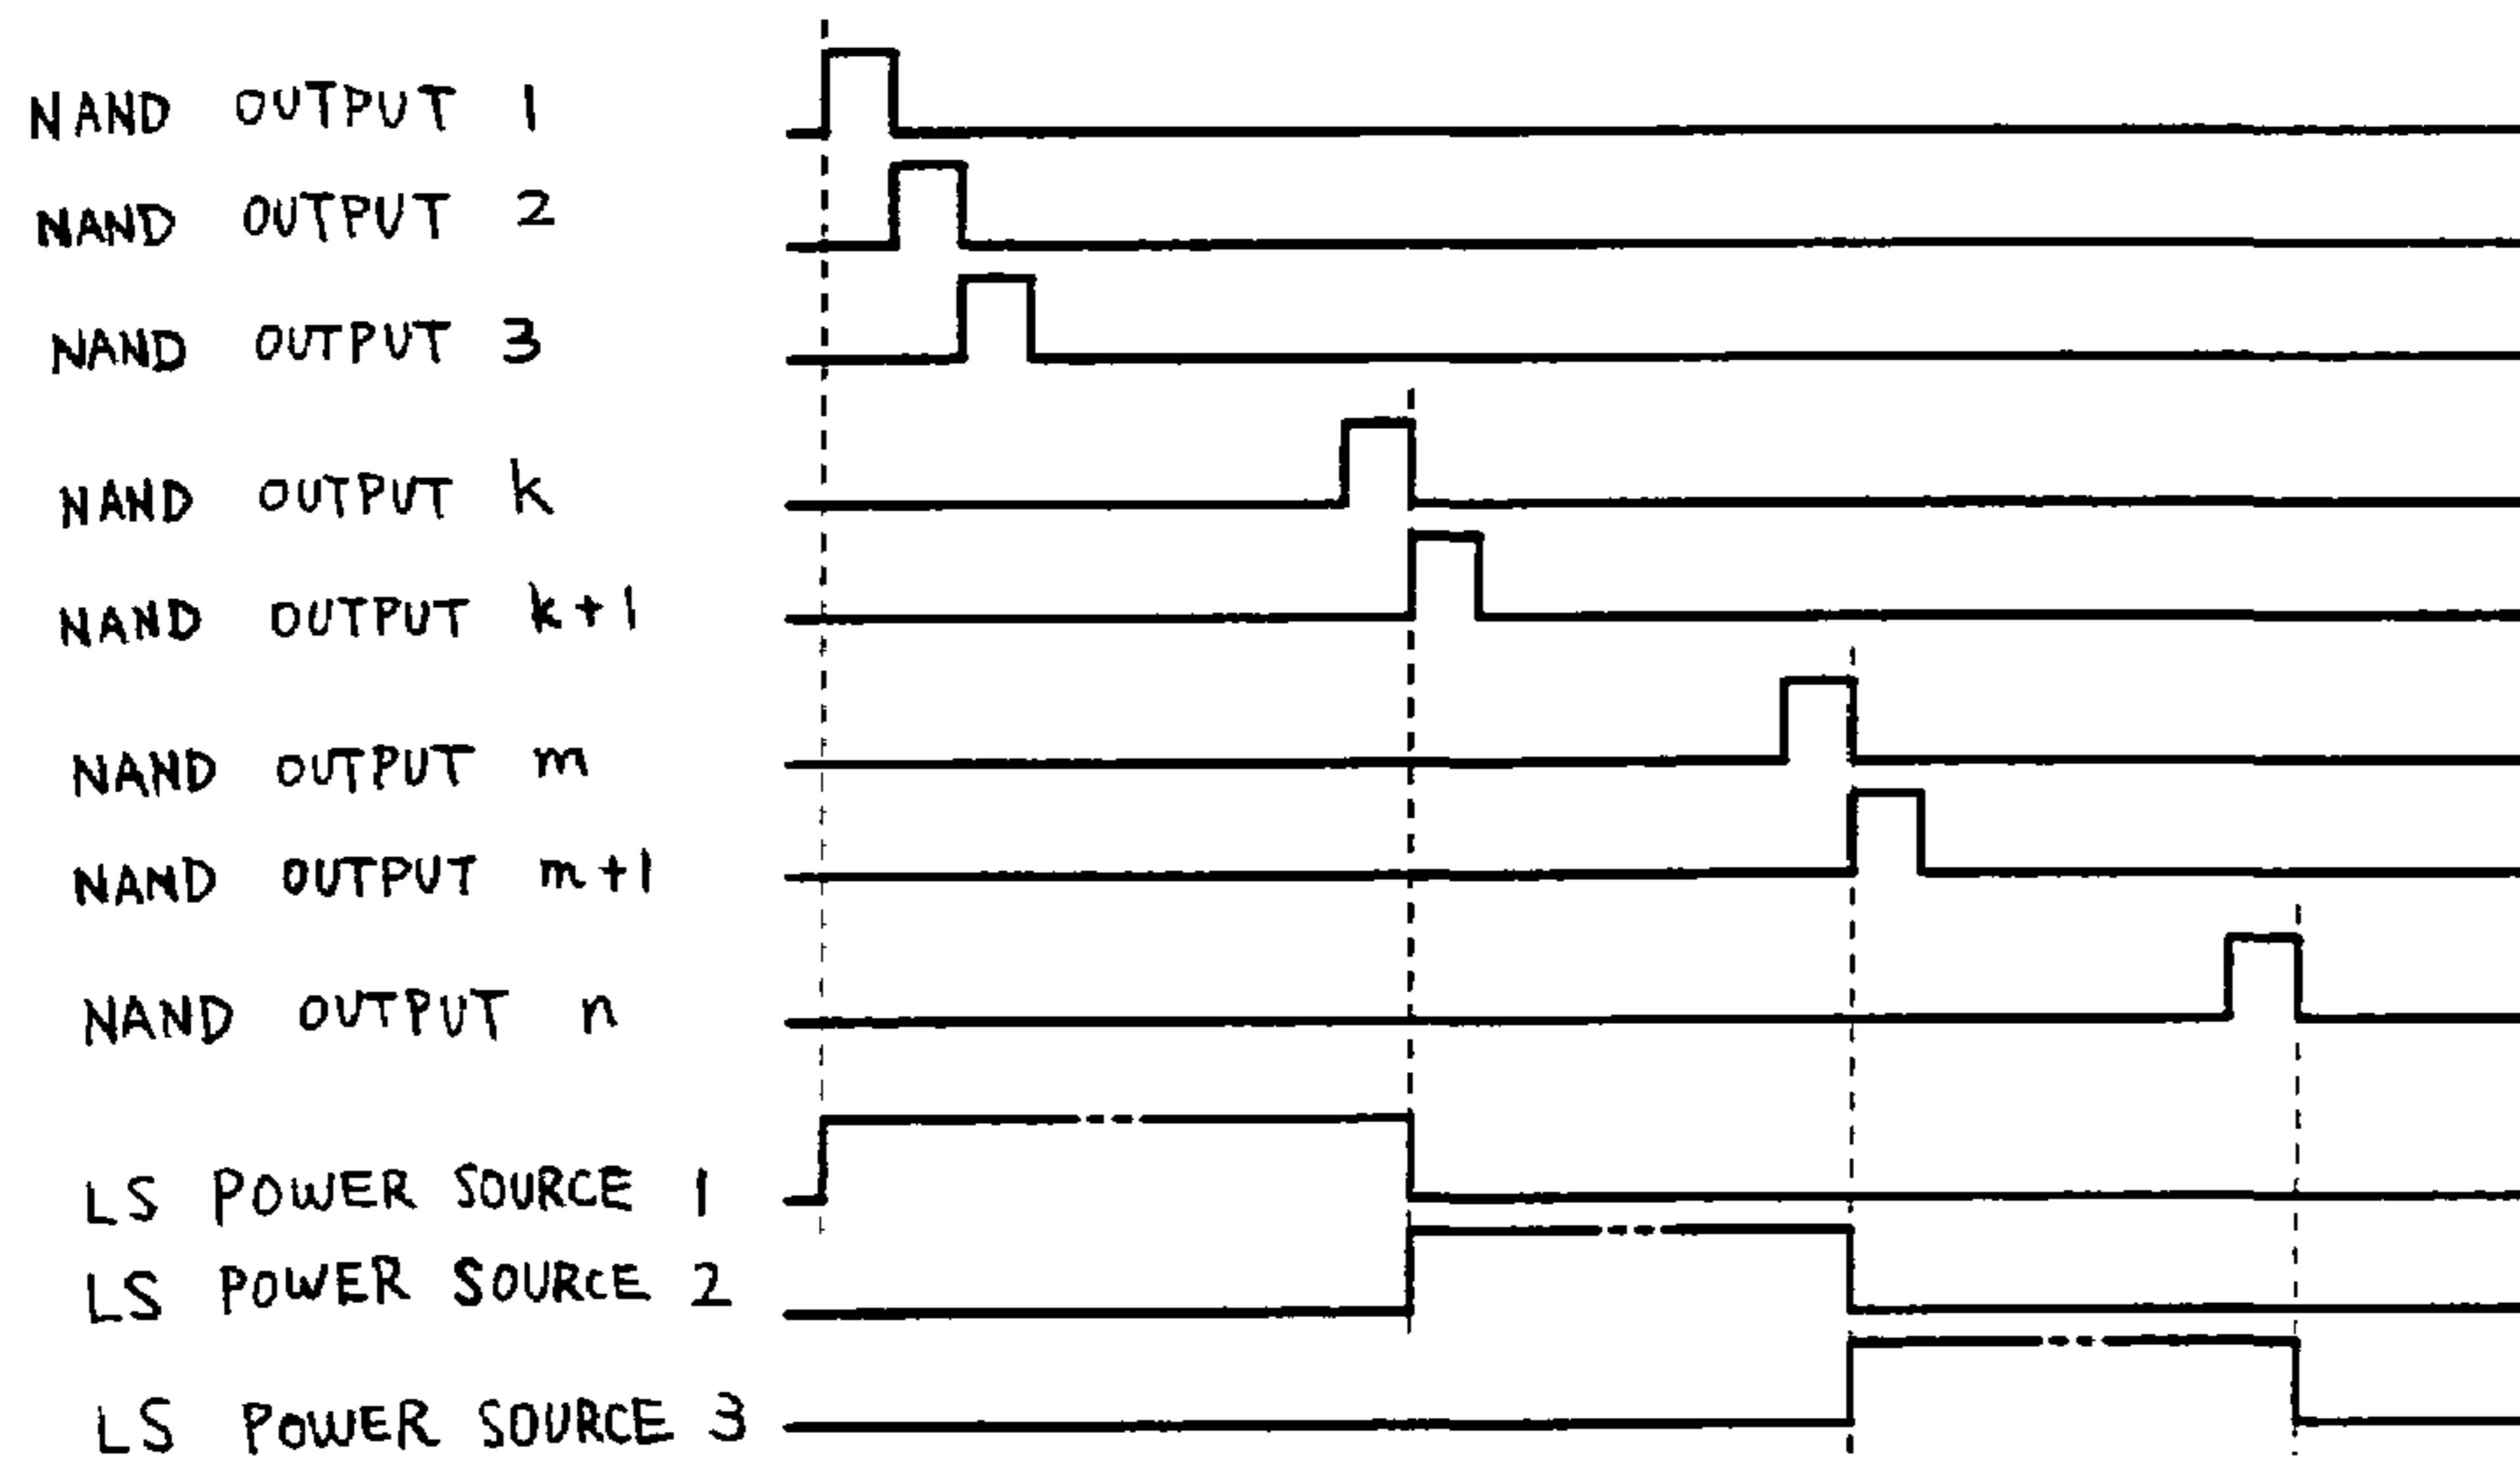 NAND OUTPUT 1
NAND OUTPUT 2
NAND OUTPUT 3
NAND OUTPUT k
NAND OUTPUT k+1
NAND OUTPUT m
NAND OUTPUT m+1
NAND OUTPUT n
LS POWER SOURCE 1
LS POWER SOURCE 2
LS POWER SOURCE 3